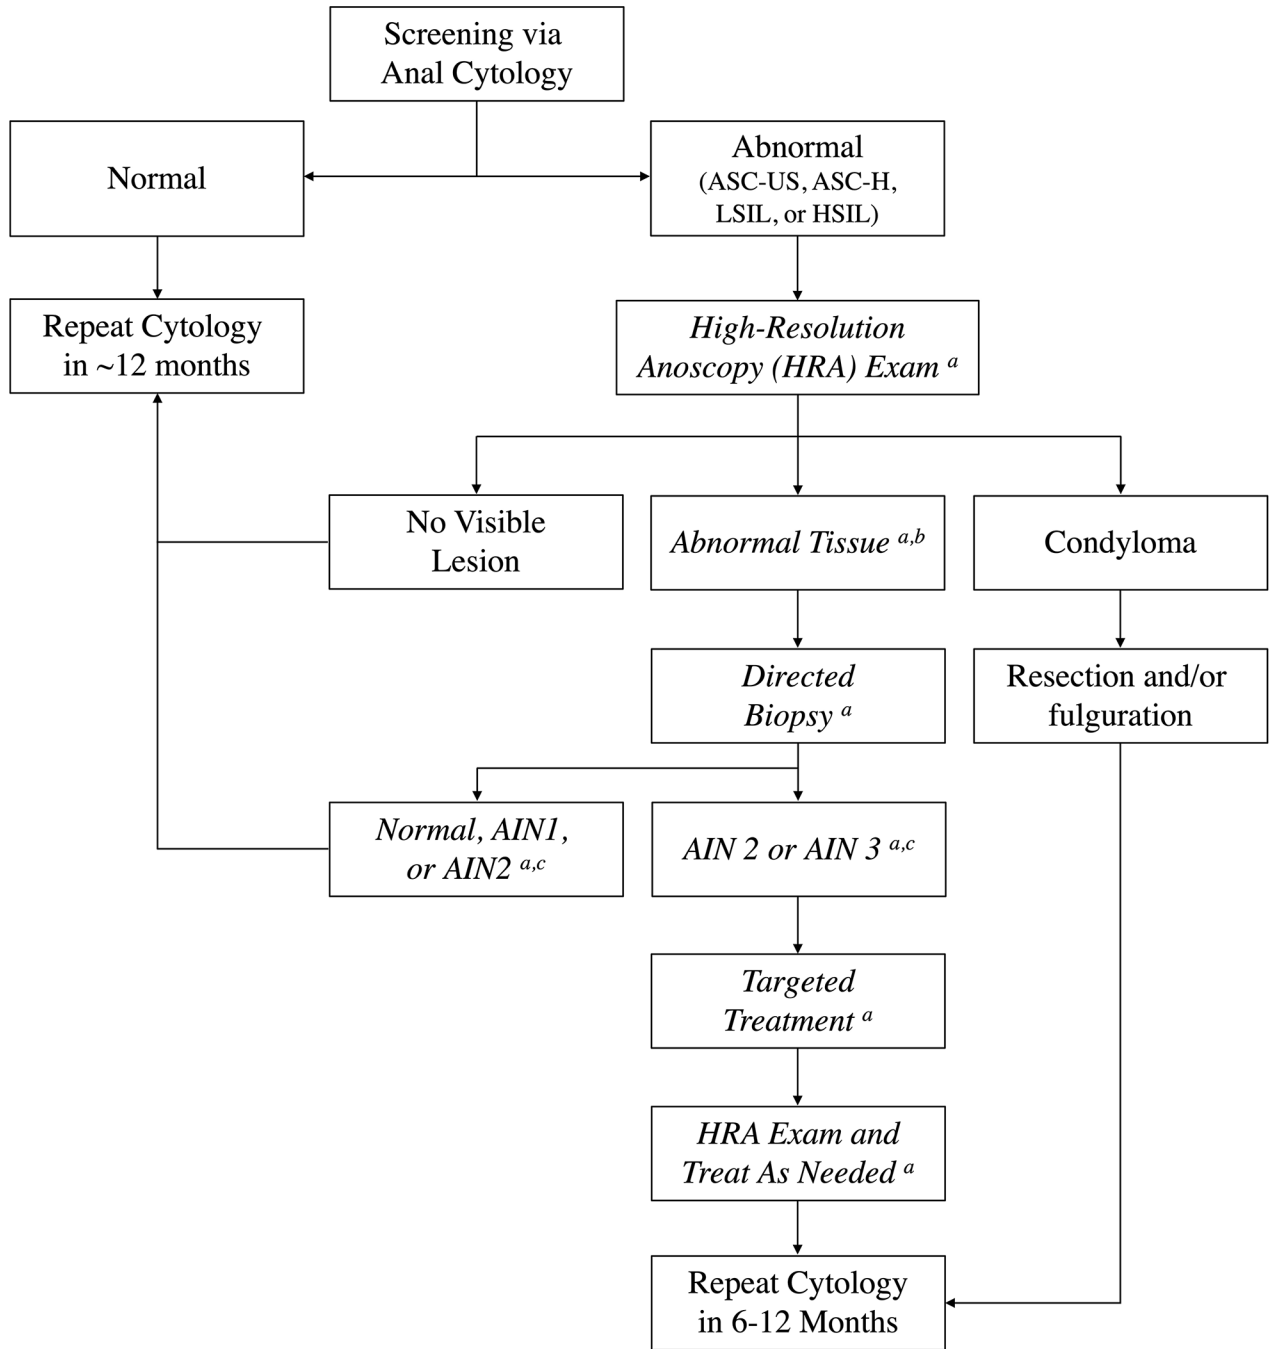 Screening via
Anal Cytology
Normal
Abnormal
(ASC-US, ASC-H,
LSIL, or HSIL)
Repeat Cytology
in ~12 months
High-Resolution
Anoscopy (HRA) Exam a
No Visible
Lesion
Abnormal Tissue a,b
Condyloma
Directed
Biopsy a
Resection and/or
fulguration
Normal, AIN1,
or AIN2 a,c
AIN 2 or AIN 3 a,c
Targeted
Treatment a
HRA Exam and
Treat As Needed a
Repeat Cytology
in 6-12 Months